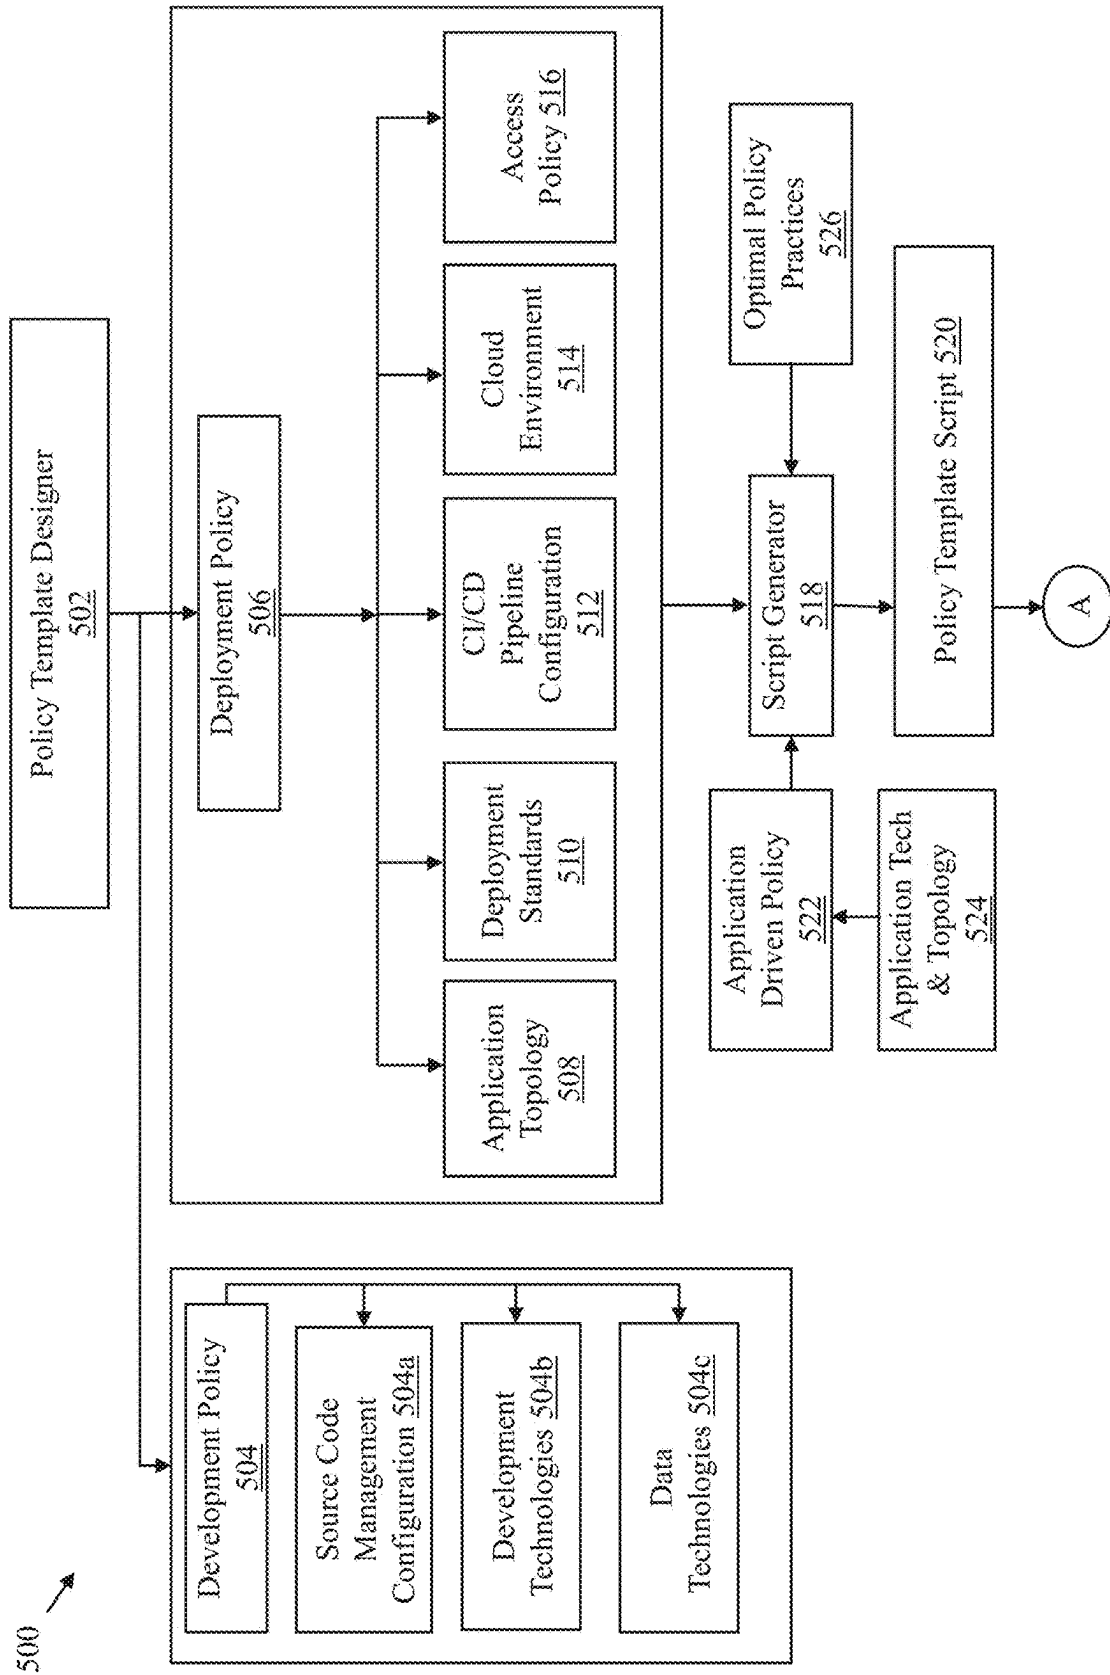 500
Policy Template Designer
502
Development Policy
504
Source Code
Management
Configuration 504a
Development
Technologies 504b
Data
Technologies 504c
Deployment Policy
506
Application
Topology
508
Deployment
Standards
510
CI/CD
Pipeline
Configuration
512
Cloud
Environment
514
Access
Policy 516
Application
Driven Policy
522
Application Tech
& Topology
524
Script Generator
518
Optimal Policy
Practices
526
Policy Template Script 520
A